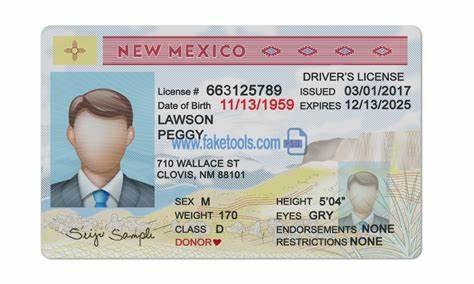 NEW MEXICO
DRIVER'S LICENSE
License # 663125789 ISSUED 03/01/2017
Date of Birth 11/13/1959 EXPIRES 12/13/2025
LAWSON
PEGGY
www.faketools.com PSD
710 WALLACE ST
CLOVIS, NM 88101
SEX M HEIGHT 5'04"
WEIGHT 170 EYES GRY
CLASS D ENDORSEMENTS NONE
DONOR RESTRICTIONS NONE
Seijo Sample